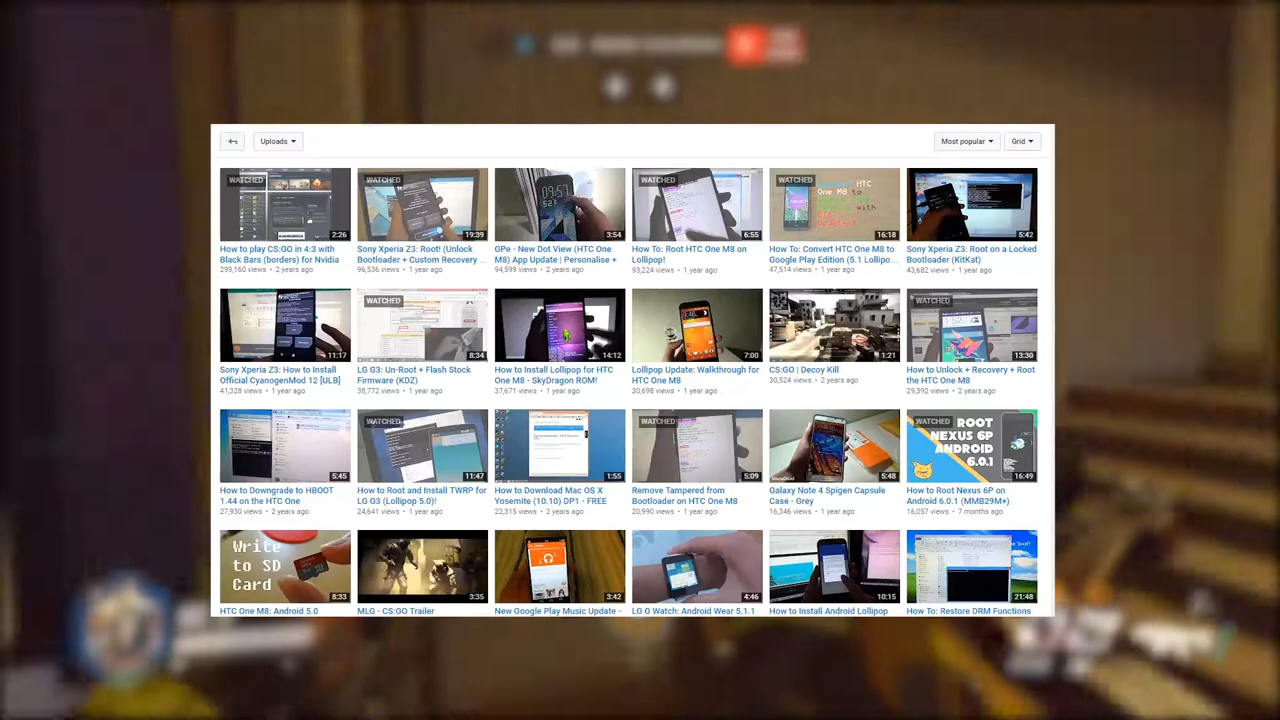 Uploads
Most popular
Grid
WATCHED
2:26
WATCHED
19:39
3:54
WATCHED
6:55
WATCHED
One M8 to
with
16:18
5:42
How to play CS:GO in 4:3 with
Black Bars (borders) for Nvidia
299,160 views • 2 years ago
Sony Xperia Z3: Root! (Unlock
Bootloader + Custom Recovery ...
96,536 views • 1 year ago
GPe - New Dot View (HTC One
M8) App Update | Personalise +
94,599 views • 2 years ago
How To: Root HTC One M8 on
Lollipop!
93,224 views • 1 year ago
How To: Convert HTC One M8 to
Google Play Edition (5.1 Lollipo...
47,514 views • 1 year ago
Sony Xperia Z3: Root on a Locked
Bootloader (KitKat)
43,682 views • 1 year ago
11:17
WATCHED
8:34
14:12
7:00
1:21
WATCHED
13:30
Sony Xperia Z3: How to Install
Official CyanogenMod 12 [ULB]
41,328 views • 1 year ago
LG G3: Un-Root + Flash Stock
Firmware (KDZ)
38,772 views • 1 year ago
How to Install Lollipop for HTC
One M8 - SkyDragon ROM!
37,671 views • 1 year ago
Lollipop Update: Walkthrough for
HTC One M8
30,698 views • 1 year ago
CS:GO | Decoy Kill
30,524 views • 2 years ago
How to Unlock + Recovery + Root
the HTC One M8
29,392 views • 2 years ago
5:45
WATCHED
11:47
1:55
WATCHED
5:09
5:48
WATCHED
ROOT
NEXUS 6P
ANDROID
6.0.1
16:49
How to Downgrade to HBOOT
1.44 on the HTC One
27,930 views • 2 years ago
How to Root and Install TWRP for
LG G3 (Lollipop 5.0)!
24,641 views • 1 year ago
How to Download Mac OS X
Yosemite (10.10) DP1 - FREE
22,315 views • 2 years ago
Remove Tampered from
Bootloader on HTC One M8
20,990 views • 1 year ago
Galaxy Note 4 Spigen Capsule
Case - Grey
16,346 views • 1 year ago
How to Root Nexus 6P on
Android 6.0.1 (MMB29M+)
16,057 views • 7 months ago
Write
to SD
Card
8:33
3:35
3:42
4:46
10:15
21:48
HTC One M8: Android 5.0
MLG - CS:GO Trailer
New Google Play Music Update -
LG G Watch: Android Wear 5.1.1
How to Install Android Lollipop
How To: Restore DRM Functions